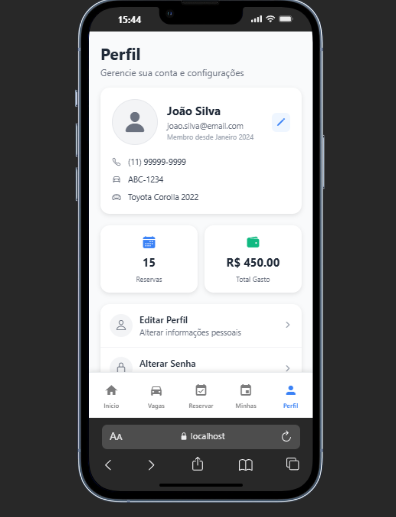 15:44
Perfil
Gerencie sua conta e configurações
João Silva
joao.silva@email.com
Membro desde Janeiro 2024
(11) 99999-9999
ABC-1234
Toyota Corolla 2022
15
Reservas
R$ 450.00
Total Gasto
Editar Perfil
Alterar informações pessoais
Alterar Senha
Início
Vagas
Reservar
Minhas
Perfil
AA
localhost